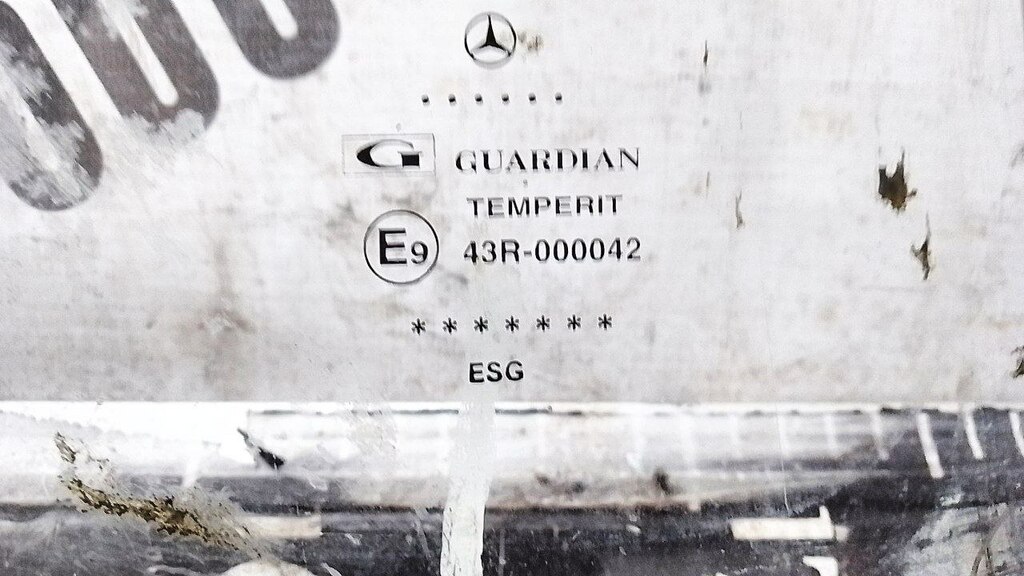 ......
G GUARDIAN
TEMPERIT
E9 43R-000042
*******
ESG